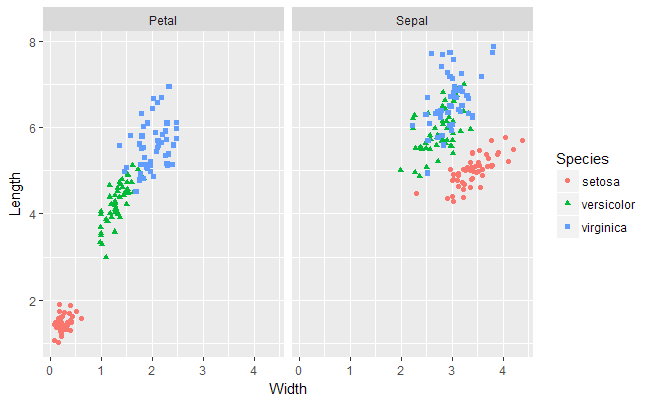 Petal
Sepal
8
6
4
2
Length
0 1 2 3 4
0 1 2 3 4
Width
Species
setosa
versicolor
virginica